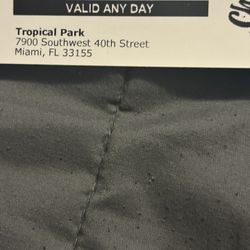 VALID ANY DAY
Tropical Park
7900 Southwest 40th Street
Miami, FL 33155